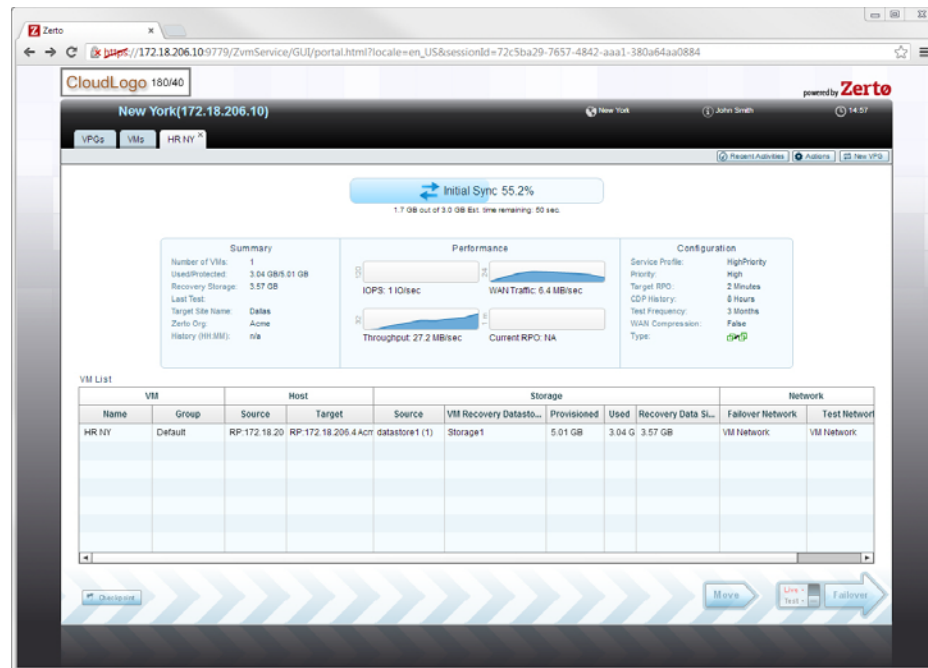 Zerto
https://172.18.206.10:9779/ZvmService/GUI/portal.html?locale=en_US&sessionId=72c5ba29-7657-4842-aaa1-380a64aa0884
CloudLogo 180/40
powered by Zerto
New York(172.18.206.10) New York John Smith 14:57
VPGs VMs HR NY
Recent Activities Actions New VPG
Initial Sync 55.2%
1.7 GB out of 3.0 GB Est. time remaining: 50 sec.
Summary
Number of VMs: 1
Used/Protected: 3.04 GB/5.01 GB
Recovery Storage: 3.57 GB
Last Test:
Target Site Name: Dallas
Zerto Org: Acme
History (HH:MM): n/a
Performance
120
IOPS: 1 IO/sec
24
WAN Traffic: 6.4 MB/sec
32
Throughput: 27.2 MB/sec
Current RPO: NA
Configuration
Service Profile: HighPriority
Priority: High
Target RPO: 2 Minutes
CDP History: 8 Hours
Test Frequency: 3 Months
WAN Compression: False
Type:
VM List
VM Host Storage Network
Name Group Source Target Source VM Recovery Datasto... Provisioned Used Recovery Data Si... Failover Network Test Network
HR NY Default RP:172.18.20 RP:172.18.206.4 Acm datastore1 (1) Storage1 5.01 GB 3.04 G 3.57 GB VM Network VM Network
Checkpoint Move Live Test Failover